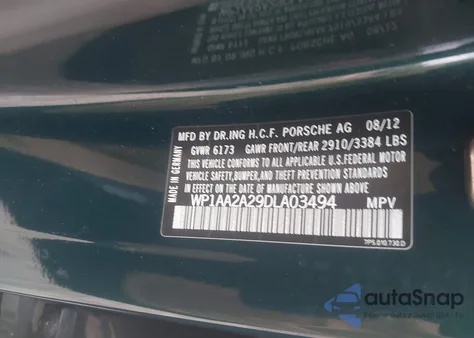 MFD BY DR.ING H.C.F. PORSCHE AG 08/12
GVWR 6173 GAWR FRONT/REAR 2910/3384 LBS
THIS VEHICLE CONFORMS TO ALL APPLICABLE U.S.FEDERAL MOTOR
VEHICLE SAFETY, BUMPER, AND THEFT PREVENTION STANDARDS
IN EFFECT ON THE DATE OF MANUFACTURE SHOWN ABOVE.
WP1AA2A29DLA03494 MPV
MADE IN GERMANY
7P5.010.730.D
autoSnap